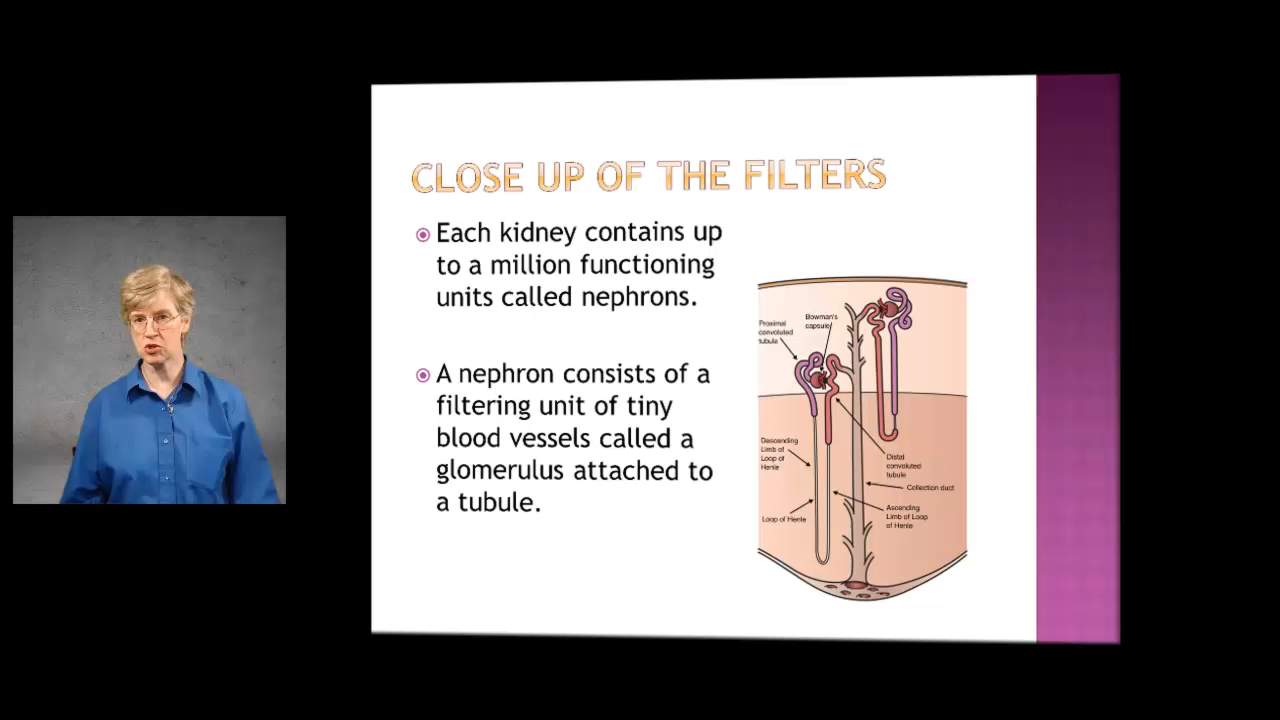 CLOSE UP OF THE FILTERS
Each kidney contains up
to a million functioning
units called nephrons.
A nephron consists of a
filtering unit of tiny
blood vessels called a
glomerulus attached to
a tubule.
Proximal
convoluted
tubule
Bowman's
capsule
Descending
Limb of
Loop of
Henle
Loop of Henle
Distal
convoluted
tubule
Collection duct
Ascending
Limb of Loop
of Henle